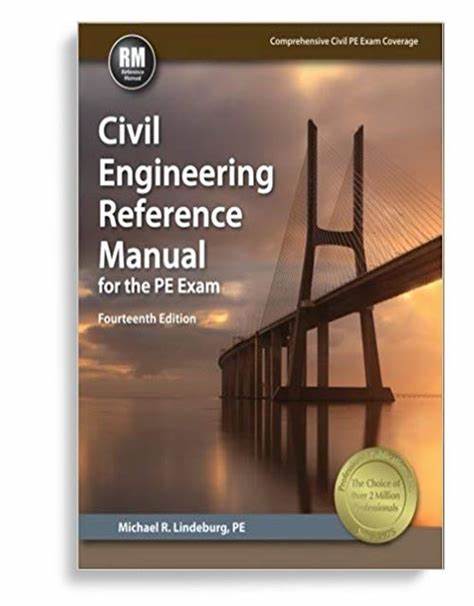 Comprehensive Civil PE Exam Coverage
RM
Reference
Manual
Civil
Engineering
Reference
Manual
for the PE Exam
Fourteenth Edition
The Choice of
Over 2 Million
Professionals
Michael R. Lindeburg, PE